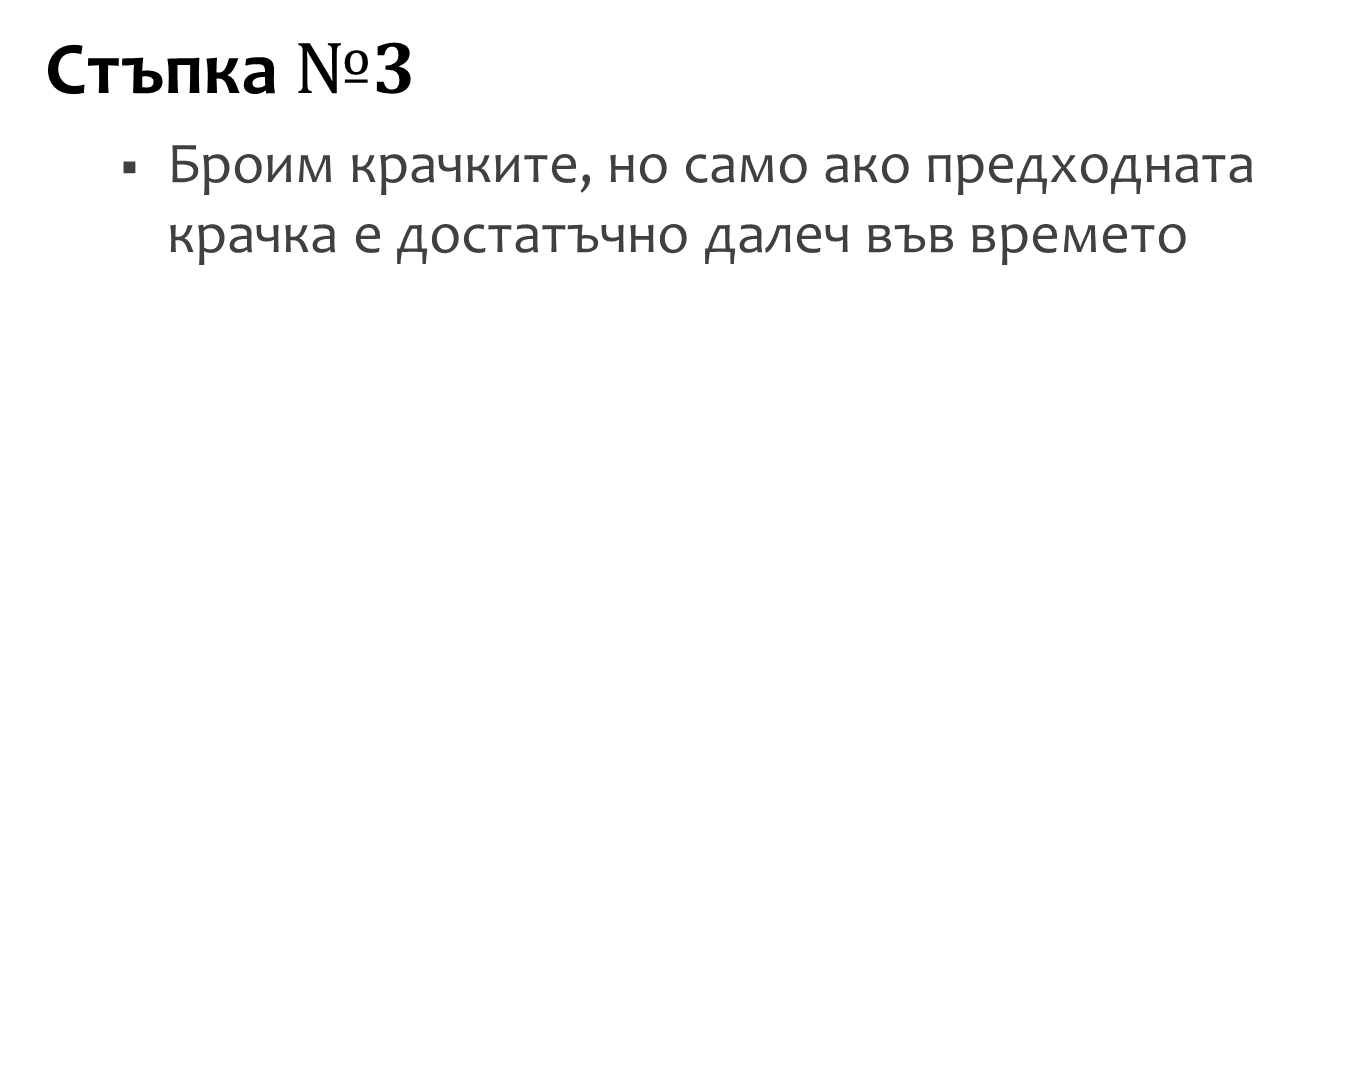 Стъпка №3
▪ Броим крачките, но само ако предходната
крачка е достатъчно далеч във времето